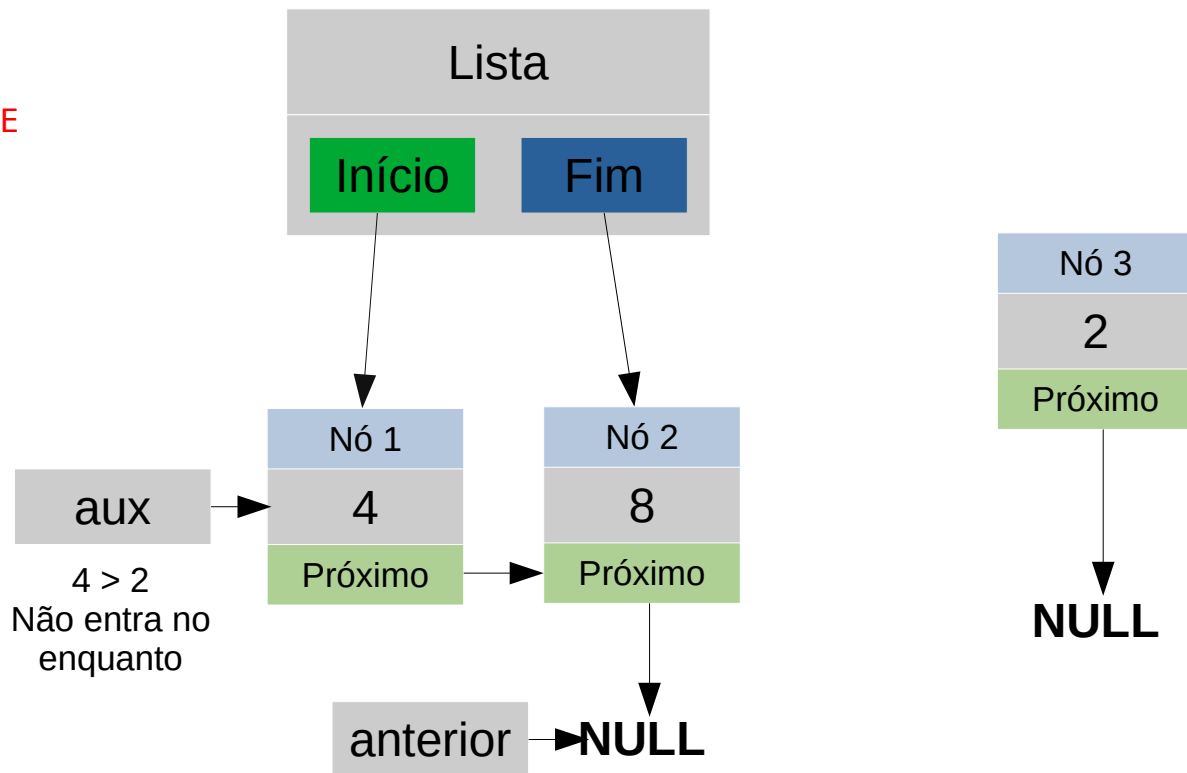 Lista
E
Início
Fim
Nó 3
2
Próximo
Nó 1
Nó 2
aux
4
8
4 > 2
Não entra no
enquanto
Próximo
Próximo
NULL
anterior
NULL